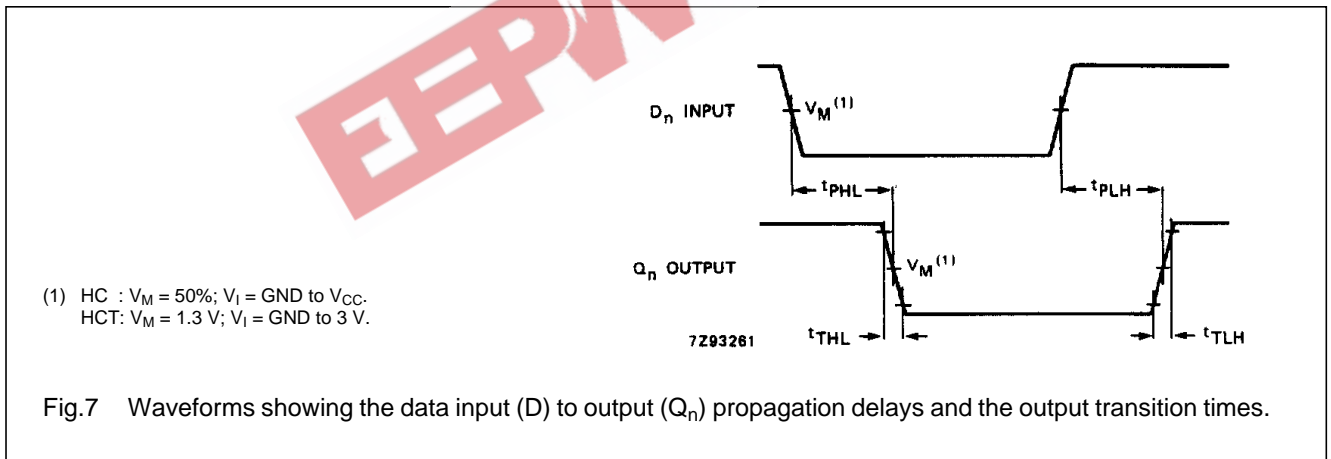 EEPW
Dn INPUT
VM(1)
tPHL
tPLH
Qn OUTPUT
VM(1)
(1) HC : VM = 50%; VI = GND to VCC.
HCT: VM = 1.3 V; VI = GND to 3 V.
7Z93261
tTHL
tTLH
Fig.7 Waveforms showing the data input (D) to output (Qn) propagation delays and the output transition times.